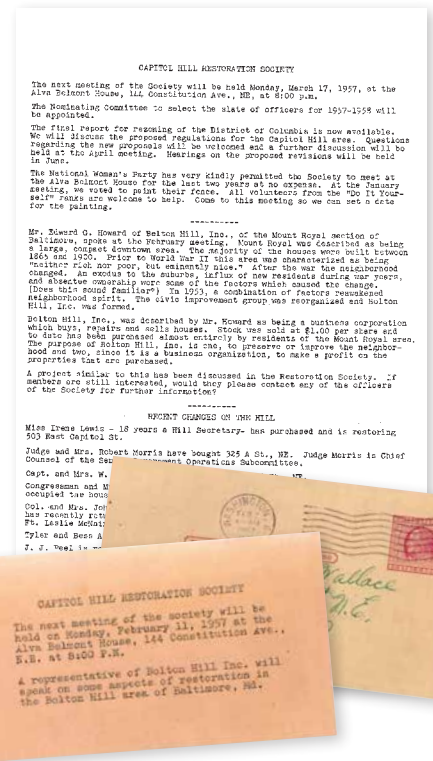 CAPITOL HILL RESTORATION SOCIETY
The next meeting of the Society will be held Monday, March 17, 1957, at the
Alva Belmont House, 144 Constitution Ave., NE, at 8:00 p.m.
The Nominating Committee to select the slate of officers for 1957-1958 will
be appointed.
The final report for rezoning of the District of Columbia is now available.
We will discuss the proposed regulations for the Capitol Hill area. Questions
regarding the new proposals will be welcomed and a further discussion will be
held at the April meeting. Hearings on the proposed revisions will be held
in June.
The National Woman's Party has very kindly permitted the Society to meet at
the Alva Belmont House for the last two years at no expense. At the January
meeting, we voted to paint their fence. All volunteers from the "Do It Your-
self" ranks are welcome to help. Come to this meeting so we can set a date
for the painting.
----------
Mr. Edward G. Howard of Bolton Hill, Inc., of the Mount Royal section of
Baltimore, spoke at the February meeting. Mount Royal was described as being
a large, compact downtown area. The majority of the houses were built between
1865 and 1900. Prior to World War II this area was characterized as being
"neither rich nor poor, but eminently nice." After the war the neighborhood
changed. An exodus to the suburbs, influx of new residents during war years,
and absentee ownership were some of the factors which caused the change.
(Does this sound familiar?) In 1953, a combination of factors reawakened
neighborhood spirit. The civic improvement group was reorganized and Bolton
Hill, Inc. was formed.
Bolton Hill, Inc., was described by Mr. Howard as being a business corporation
which buys, repairs and sells houses. Stock was sold at $1.00 per share and
to date has been purchased almost entirely by residents of the Mount Royal area.
The purpose of Bolton Hill, Inc. is one, to preserve or improve the neighbor-
hood and two, since it is a business organization, to make a profit on the
properties that are purchased.
A project similar to this has been discussed in the Restoration Society. If
members are still interested, would they please contact any of the officers
of the Society for further information?
----------
RECENT CHANGES ON THE HILL
Miss Irene Lewis - 18 years a Hill Secretary- has purchased and is restoring
503 East Capitol St.
Judge and Mrs. Robert Morris have bought 325 A St., NE. Judge Morris is Chief
Counsel of the Operations Subcommittee.
Capt. and Mrs. W.
Congressman and
occupied the
Col. and Mrs.
has recently
Ft. Leslie
Tyler and Bess
J. J. Peel is
WASHINGTON
Wallace
N.E.
CAPITOL HILL RESTORATION SOCIETY
The next meeting of the society will be
held on Monday, February 11, 1957 at the
Alva Belmont House, 144 Constitution Ave.,
N.E. at 8:00 P.M.
A representative of Bolton Hill Inc. will
speak on some aspects of restoration in
the Bolton Hill area of Baltimore, Md.